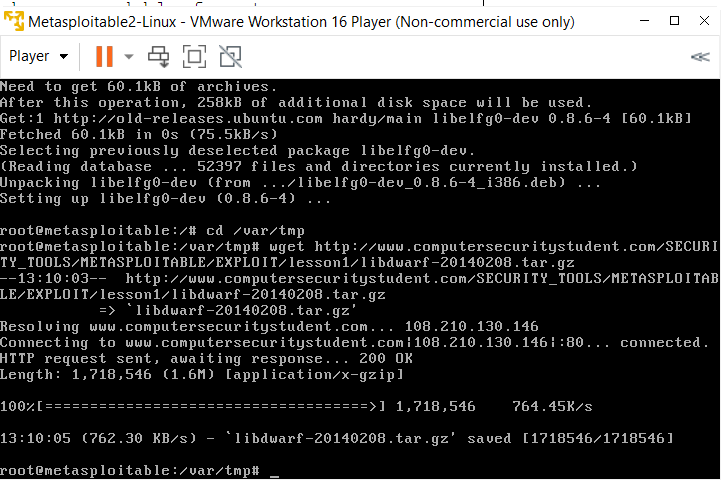 Metasploitable2-Linux - VMware Workstation 16 Player (Non-commercial use only)
Player
Need to get 60.1kB of archives.
After this operation, 258kB of additional disk space will be used.
Get:1 http://old-releases.ubuntu.com hardy/main libelfg0-dev 0.8.6-4 [60.1kB]
Fetched 60.1kB in 0s (75.5kB/s)
Selecting previously deselected package libelfg0-dev.
(Reading database ... 52397 files and directories currently installed.)
Unpacking libelfg0-dev (from .../libelfg0-dev_0.8.6-4_i386.deb) ...
Setting up libelfg0-dev (0.8.6-4) ...
root@metasploitable:/# cd /var/tmp
root@metasploitable:/var/tmp# wget http://www.computersecuritystudent.com/SECURI
TY_TOOLS/METASPLOITABLE/EXPLOIT/lesson1/libdwarf-20140208.tar.gz
--13:10:03--  http://www.computersecuritystudent.com/SECURITY_TOOLS/METASPLOITAB
LE/EXPLOIT/lesson1/libdwarf-20140208.tar.gz
           => `libdwarf-20140208.tar.gz'
Resolving www.computersecuritystudent.com... 108.210.130.146
Connecting to www.computersecuritystudent.com|108.210.130.146|:80... connected.
HTTP request sent, awaiting response... 200 OK
Length: 1,718,546 (1.6M) [application/x-gzip]
100%[====================================>] 1,718,546    764.45K/s
13:10:05 (762.30 KB/s) - `libdwarf-20140208.tar.gz' saved [1718546/1718546]
root@metasploitable:/var/tmp# _